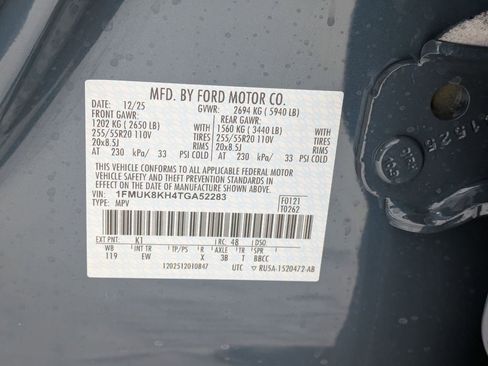 MFD. BY FORD MOTOR CO.
DATE: 12/25 GVWR: 2694 KG ( 5940 LB)
FRONT GAWR: REAR GAWR:
1202 KG ( 2650 LB) 1560 KG ( 3440 LB)
255/55R20 110V RIMS 255/55R20 110V RIMS
20x8.5J 20x8.5J
AT 230 kPa/ 33 PSI COLD AT 230 kPa/ 33 PSI COLD
THIS VEHICLE CONFORMS TO ALL APPLICABLE FEDERAL MOTOR
VEHICLE SAFETY AND THEFT PREVENTION STANDARDS IN EFFECT ON
THE DATE OF MANUFACTURE SHOWN ABOVE.
VIN: 1FMUK8KH4TGA52283 F0121
TYPE: MPV T0262
EXT PNT: K1 RC: 48 DSO:
WB INT TR TP/PS R AXLE TR SPR
119 EW X 3B T BBCC
1202512010847 UTC RU5A-1520472-AB
1525